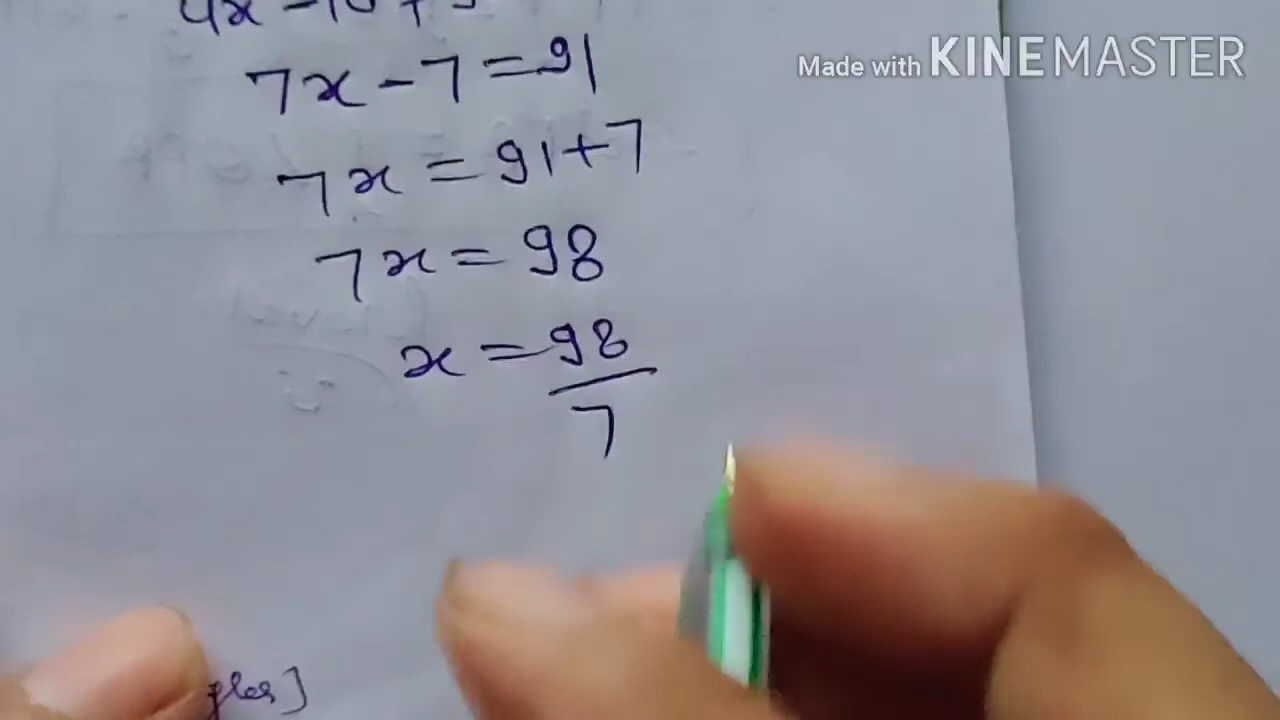 Made with KINEMASTER
7x - 7 = 91
7x = 91 + 7
7x = 98
x = 98/7